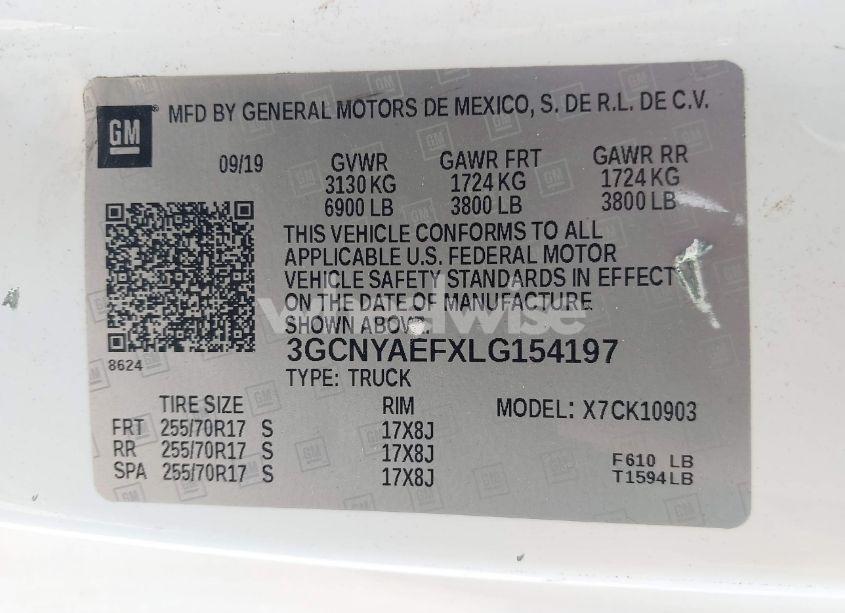 GM
MFD BY GENERAL MOTORS DE MEXICO, S. DE R.L. DE C.V.
09/19 GVWR GAWR FRT GAWR RR
3130 KG 1724 KG 1724 KG
6900 LB 3800 LB 3800 LB
THIS VEHICLE CONFORMS TO ALL
APPLICABLE U.S. FEDERAL MOTOR
VEHICLE SAFETY STANDARDS IN EFFECT
ON THE DATE OF MANUFACTURE
SHOWN ABOVE.
3GCNYAEFXLG154197
8624
TYPE: TRUCK
TIRE SIZE RIM MODEL: X7CK10903
FRT 255/70R17 S 17X8J
RR 255/70R17 S 17X8J
SPA 255/70R17 S 17X8J
F610 LB
T1594LB